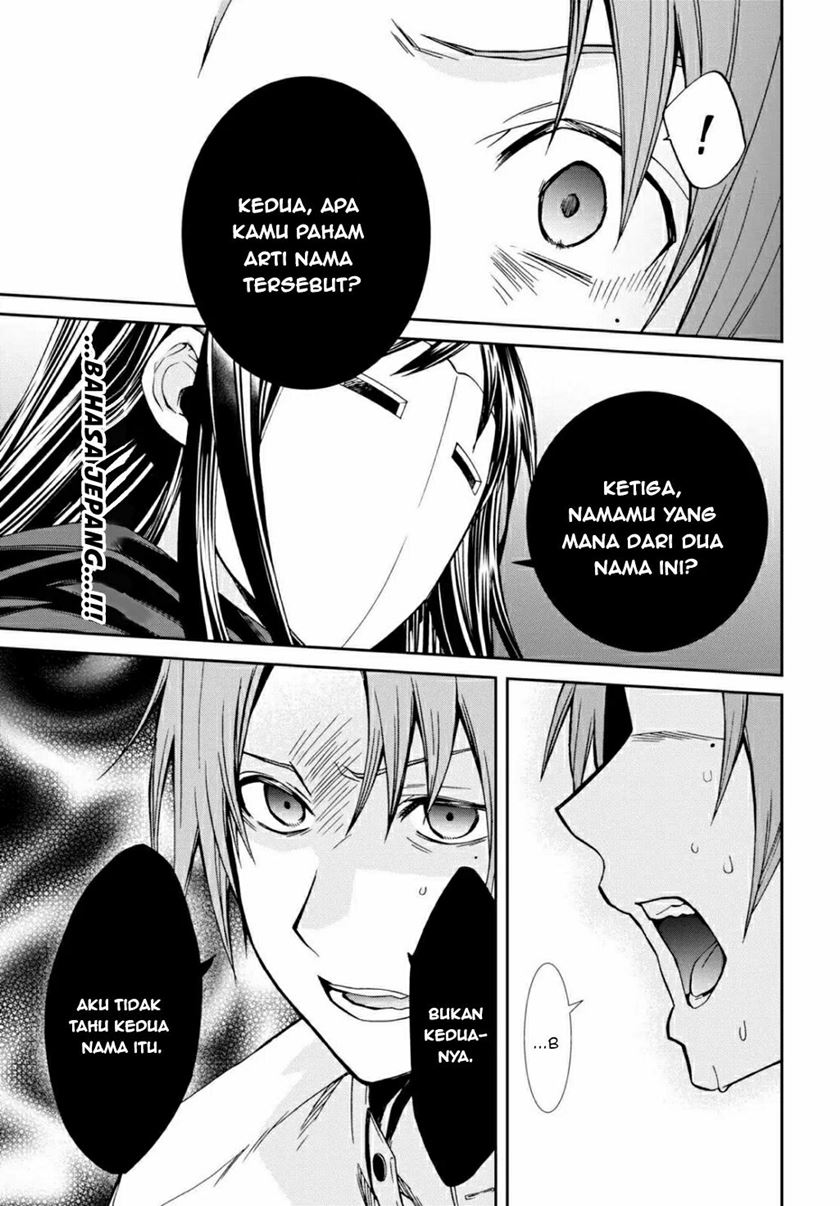 !
KEDUA, APA
KAMU PAHAM
ARTI NAMA
TERSEBUT?
KETIGA,
NAMAMU YANG
MANA DARI DUA
NAMA INI?
...BAHASA JEPANG...!!!
...B
BUKAN
KEDUA-
NYA.
AKU TIDAK
TAHU KEDUA
NAMA ITU.